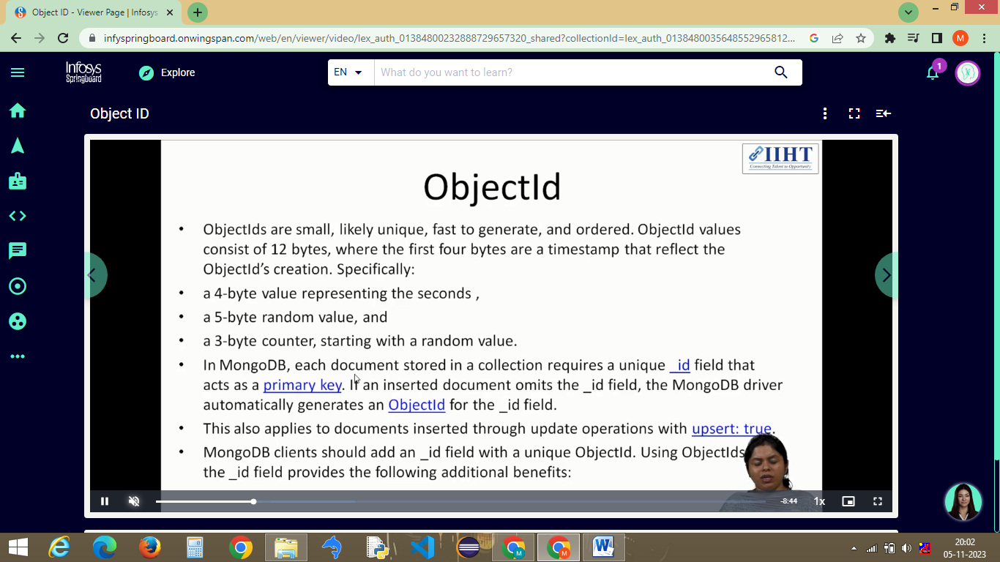 Object ID - Viewer Page | Infosys
infyspringboard.onwingspan.com/web/en/viewer/video/lex_auth_01384800232888729657320_shared?collectionId=lex_auth_0138480035648552965812...
M
Infosys
Springboard
Explore
EN
What do you want to learn?
1
Object ID
IIHT
Connecting Talent to Opportunity
ObjectId
• ObjectIds are small, likely unique, fast to generate, and ordered. ObjectId values
consist of 12 bytes, where the first four bytes are a timestamp that reflect the
ObjectId's creation. Specifically:
• a 4-byte value representing the seconds ,
• a 5-byte random value, and
• a 3-byte counter, starting with a random value.
• In MongoDB, each document stored in a collection requires a unique _id field that
acts as a primary key. If an inserted document omits the _id field, the MongoDB driver
automatically generates an ObjectId for the _id field.
• This also applies to documents inserted through update operations with upsert: true.
• MongoDB clients should add an _id field with a unique ObjectId. Using ObjectIds
the _id field provides the following additional benefits:
-8:44
1x
M
M
W
20:02
05-11-2023